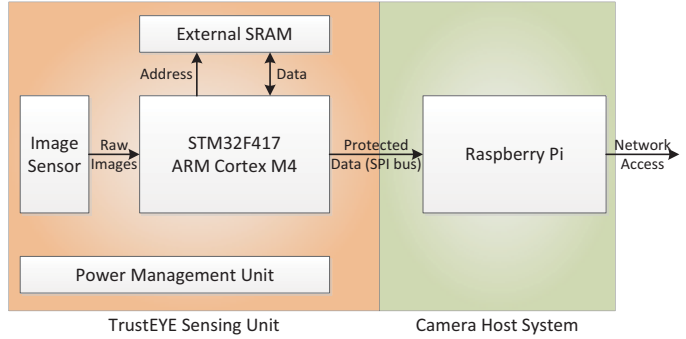 External SRAM
Address
Data
Image
Sensor
Raw
Images
STM32F417
ARM Cortex M4
Protected
Data (SPI bus)
Raspberry Pi
Network
Access
Power Management Unit
TrustEYE Sensing Unit
Camera Host System